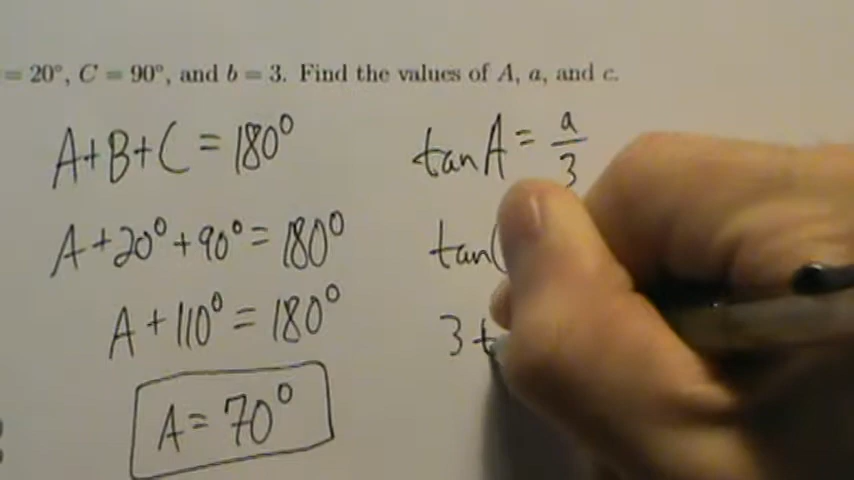 = 20°, C = 90°, and b = 3. Find the values of A, a, and c.
A+B+C = 180°
A+20°+90° = 180°
A + 110° = 180°
A = 70°
tan A = a/3
tan(
3 t